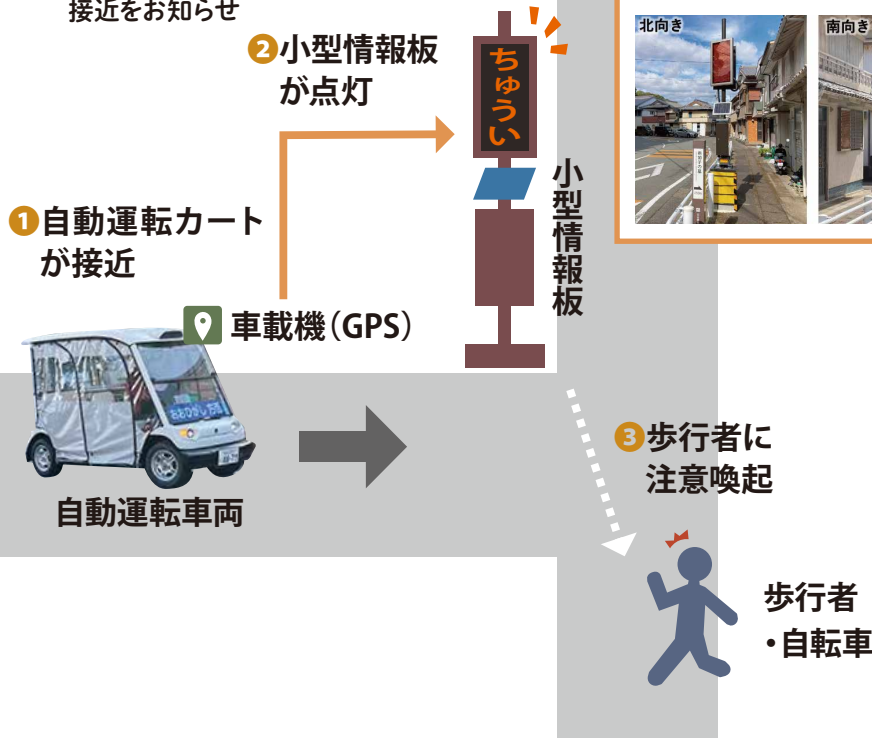 接近をお知らせ
❷小型情報板
が点灯
ちゅうい
北向き
南向き
小型情報板
❶自動運転カート
が接近
車載機(GPS)
自動運転車両
❸歩行者に
注意喚起
歩行者
・自転車